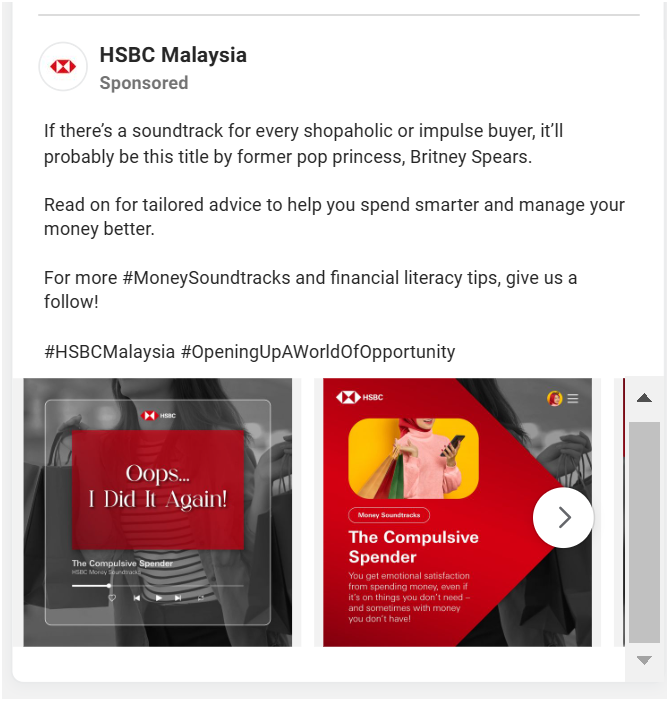 HSBC Malaysia
Sponsored
If there’s a soundtrack for every shopaholic or impulse buyer, it’ll
probably be this title by former pop princess, Britney Spears.
Read on for tailored advice to help you spend smarter and manage your
money better.
For more #MoneySoundtracks and financial literacy tips, give us a
follow!
#HSBCMalaysia #OpeningUpAWorldOfOpportunity
HSBC
Oops...
I Did It Again!
The Compulsive Spender
HSBC Money Soundtracks
HSBC
Money Soundtracks
The Compulsive
Spender
You get emotional satisfaction
from spending money, even if
it's on things you don't need –
and sometimes with money
you don't have!